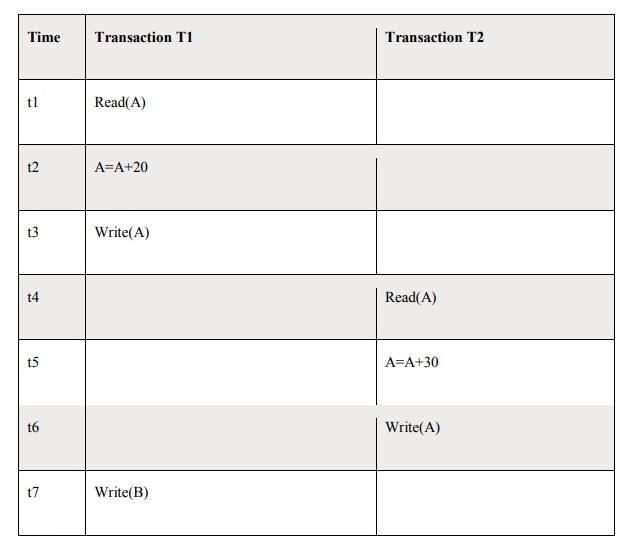 Time Transaction T1 Transaction T2
t1 Read(A)
t2 A=A+20
t3 Write(A)
t4 Read(A)
t5 A=A+30
t6 Write(A)
t7 Write(B)